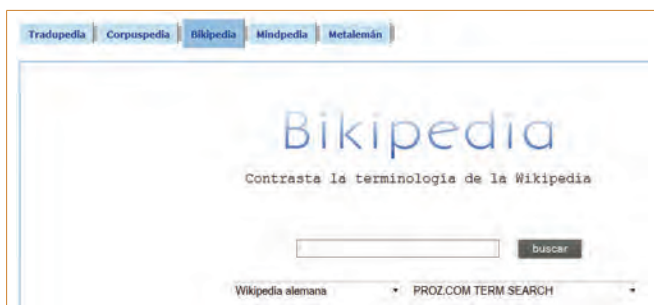 Tradupedia Corpuspedia Bikipedia Mindpedia Metalemán
Bikipedia
Contrasta la terminología de la Wikipedia
buscar
Wikipedia alemana PROZ.COM TERM SEARCH